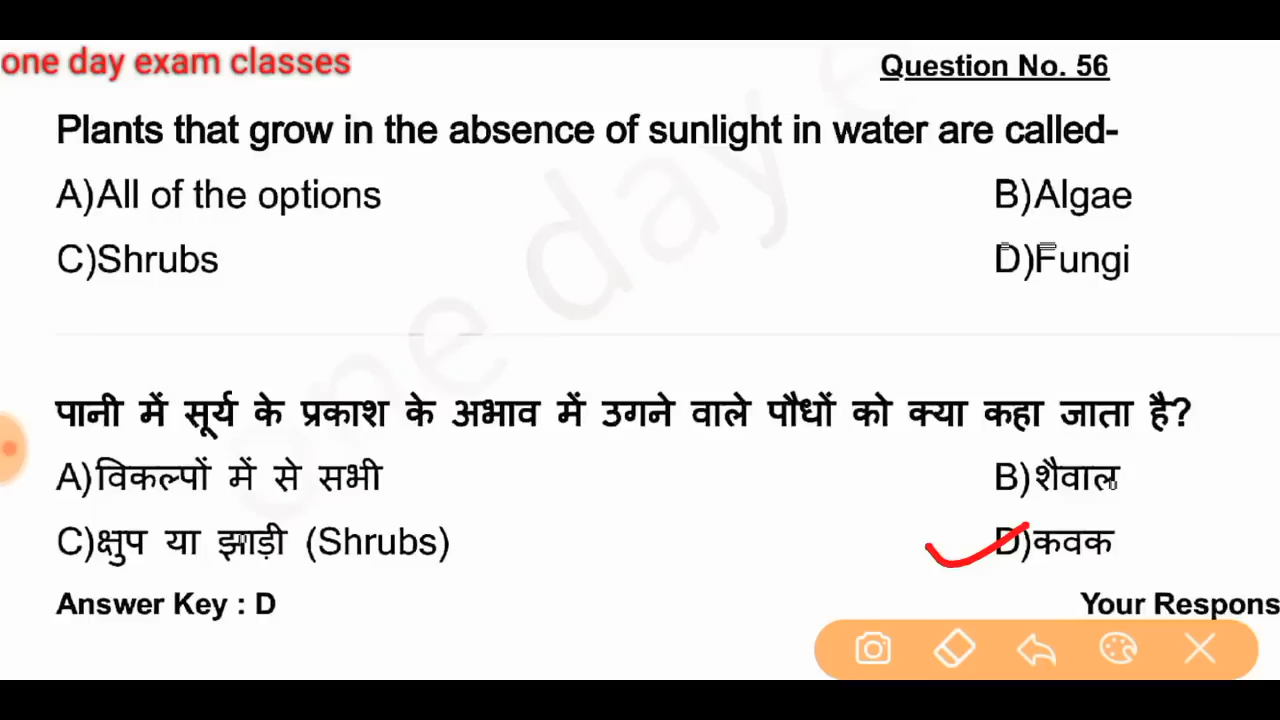 one day exam classes
Question No. 56
Plants that grow in the absence of sunlight in water are called-
A)All of the options B)Algae
C)Shrubs D)Fungi
one day e
पानी में सूर्य के प्रकाश के अभाव में उगने वाले पौधों को क्या कहा जाता है?
A)विकल्पों में से सभी B)शैवाल
C)क्षुप या झाड़ी (Shrubs) D)कवक
Answer Key : D Your Respons